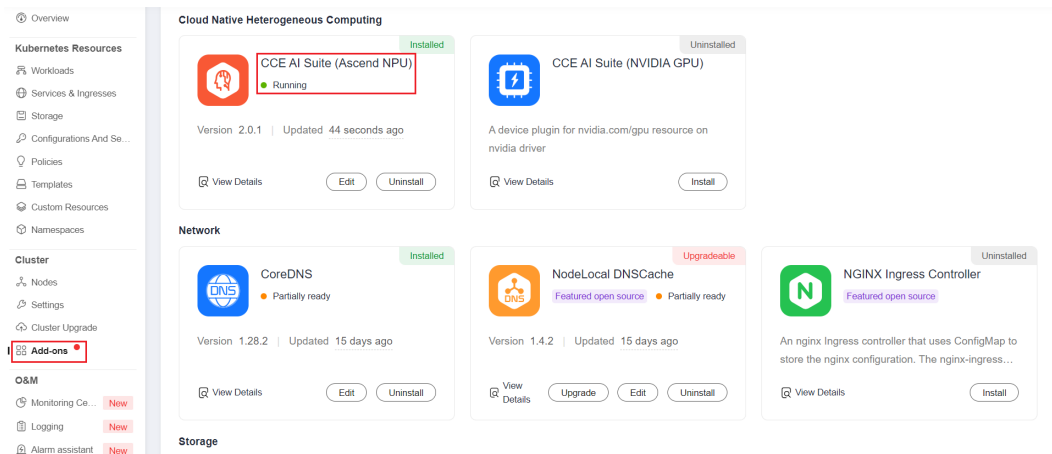 Overview
Kubernetes Resources
Workloads
Services & Ingresses
Storage
Configurations And Se...
Policies
Templates
Custom Resources
Namespaces
Cluster
Nodes
Settings
Cluster Upgrade
Add-ons
O&M
Monitoring Ce... New
Logging New
Alarm assistant New
Cloud Native Heterogeneous Computing
Installed
CCE AI Suite (Ascend NPU)
Running
Version 2.0.1 | Updated 44 seconds ago
View Details Edit Uninstall
Uninstalled
CCE AI Suite (NVIDIA GPU)
A device plugin for nvidia.com/gpu resource on
nvidia driver
View Details Install
Network
Installed
DNS
CoreDNS
Partially ready
Version 1.28.2 | Updated 15 days ago
View Details Edit Uninstall
Upgradeable
DNS
NodeLocal DNSCache
Featured open source Partially ready
Version 1.4.2 | Updated 15 days ago
View
Details Upgrade Edit Uninstall
Uninstalled
N
NGINX Ingress Controller
Featured open source
An nginx Ingress controller that uses ConfigMap to
store the nginx configuration. The nginx-ingress...
View Details Install
Storage